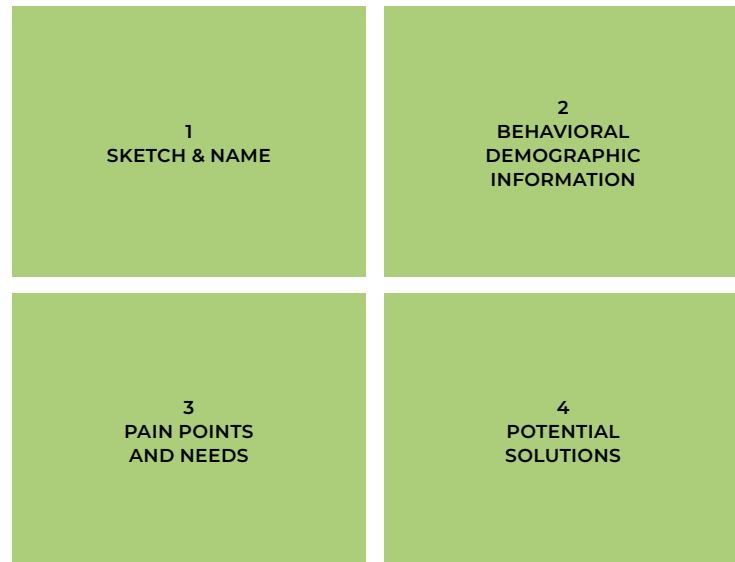 1
SKETCH & NAME
2
BEHAVIORAL
DEMOGRAPHIC
INFORMATION
3
PAIN POINTS
AND NEEDS
4
POTENTIAL
SOLUTIONS